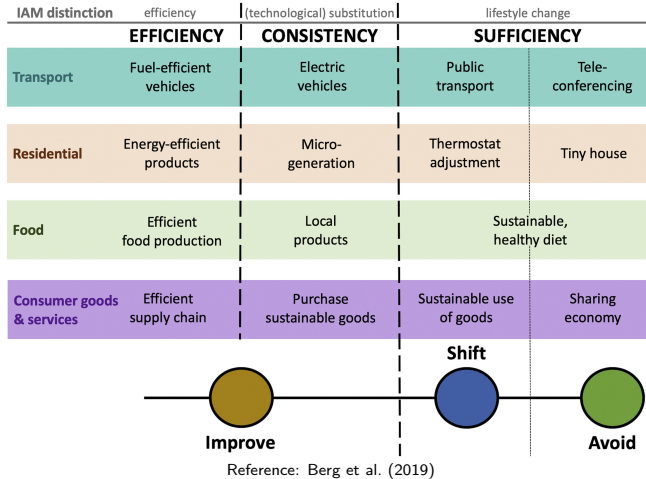 IAM distinction efficiency (technological) substitution lifestyle change
EFFICIENCY CONSISTENCY SUFFICIENCY
Transport
Fuel-efficient
vehicles
Electric
vehicles
Public
transport
Tele-
conferencing
Residential
Energy-efficient
products
Micro-
generation
Thermostat
adjustment
Tiny house
Food
Efficient
food production
Local
products
Sustainable,
healthy diet
Consumer goods
& services
Efficient
supply chain
Purchase
sustainable goods
Sustainable use
of goods
Sharing
economy
Shift
Improve
Avoid
Reference: Berg et al. (2019)